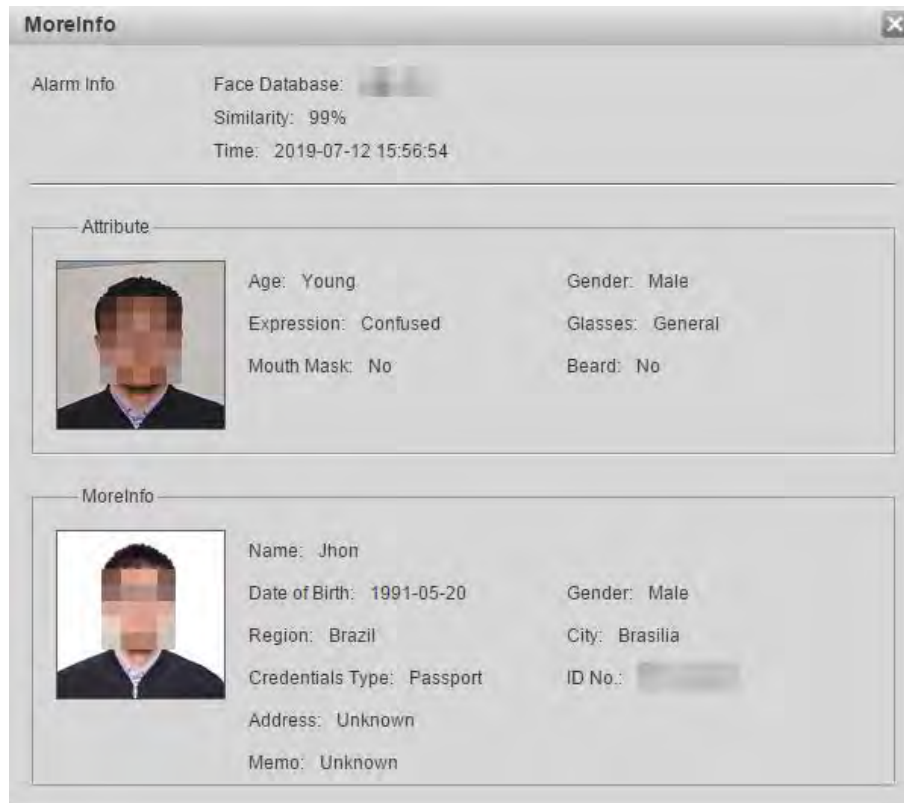 MoreInfo
Alarm Info Face Database:
Similarity: 99%
Time: 2019-07-12 15:56:54
Attribute
Age: Young Gender: Male
Expression: Confused Glasses: General
Mouth Mask: No Beard: No
MoreInfo
Name: Jhon
Date of Birth: 1991-05-20 Gender: Male
Region: Brazil City: Brasilia
Credentials Type: Passport ID No.:
Address: Unknown
Memo: Unknown